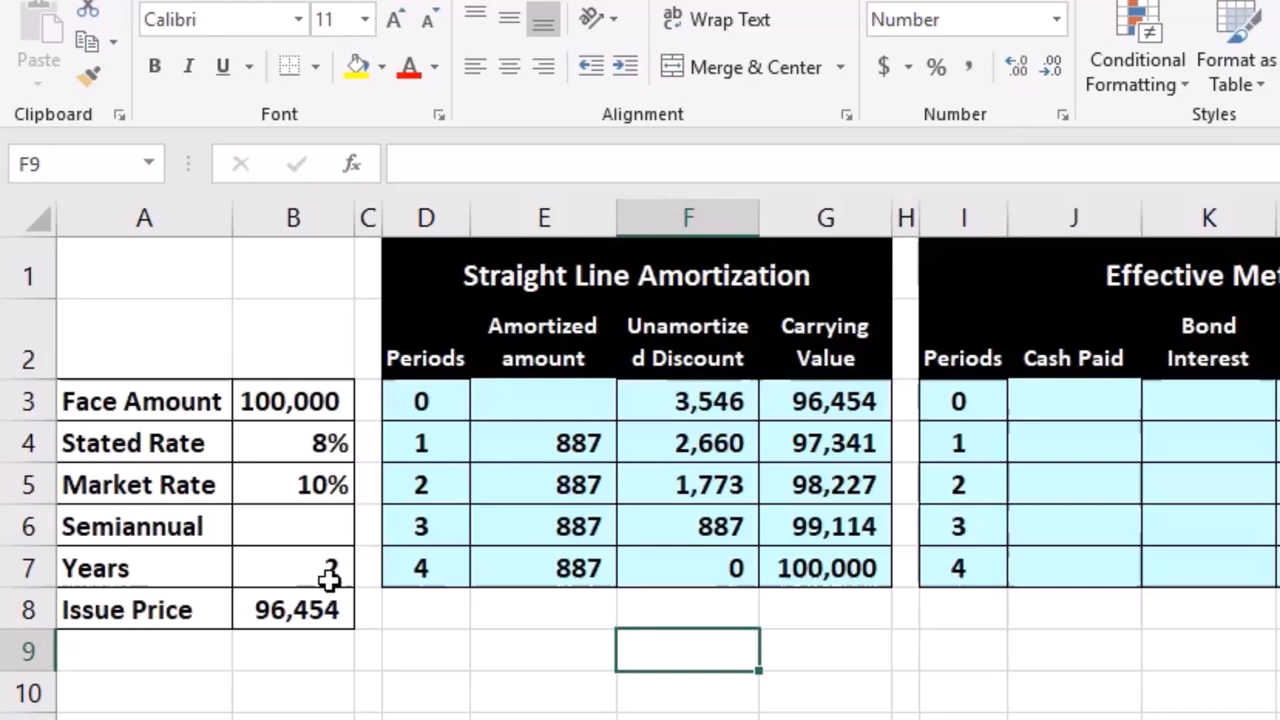 Calibri 11 A A Wrap Text Number
Paste B I U A Merge & Center $ % , Conditional Format as
Formatting Table
Clipboard Font Alignment Number Styles
F9 fx
A B C D E F G H I J K
1 Straight Line Amortization Effective Met
Amortized Unamortize Carrying Bond
2 Periods amount d Discount Value Periods Cash Paid Interest
3 Face Amount 100,000 0 3,546 96,454 0
4 Stated Rate 8% 1 887 2,660 97,341 1
5 Market Rate 10% 2 887 1,773 98,227 2
6 Semiannual 3 887 887 99,114 3
7 Years 4 887 0 100,000 4
8 Issue Price 96,454
9
10